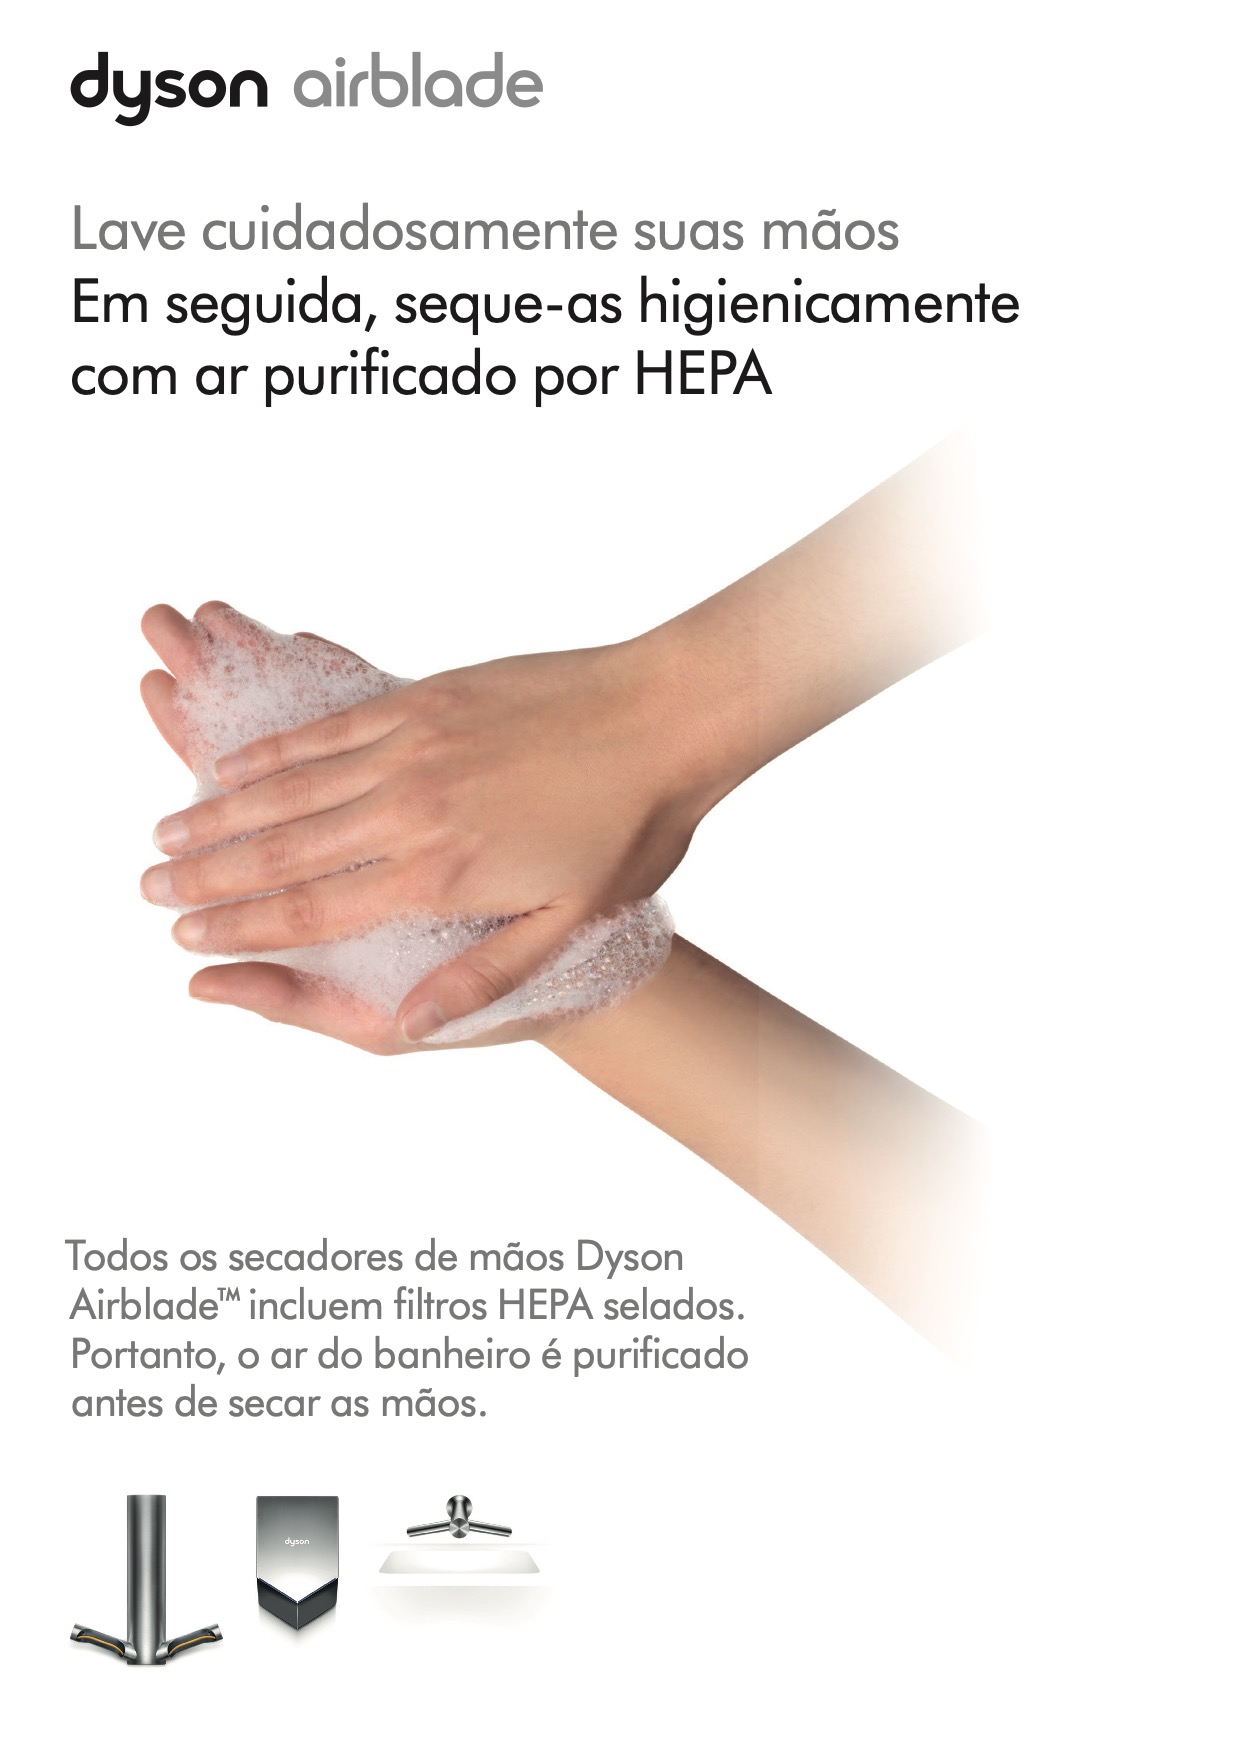 dyson airblade
Lave cuidadosamente suas mãos
Em seguida, seque-as higienicamente
com ar purificado por HEPA
Todos os secadores de mãos Dyson
Airblade™ incluem filtros HEPA selados.
Portanto, o ar do banheiro é purificado
antes de secar as mãos.
dyson